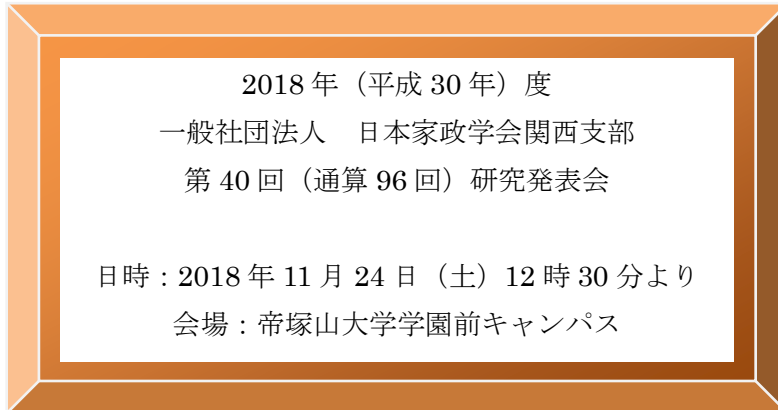 2018 年（平成 30 年）度
一般社団法人　日本家政学会関西支部
第 40 回（通算 96 回）研究発表会
日時：2018 年 11 月 24 日（土）12 時 30 分より
会場：帝塚山大学学園前キャンパス